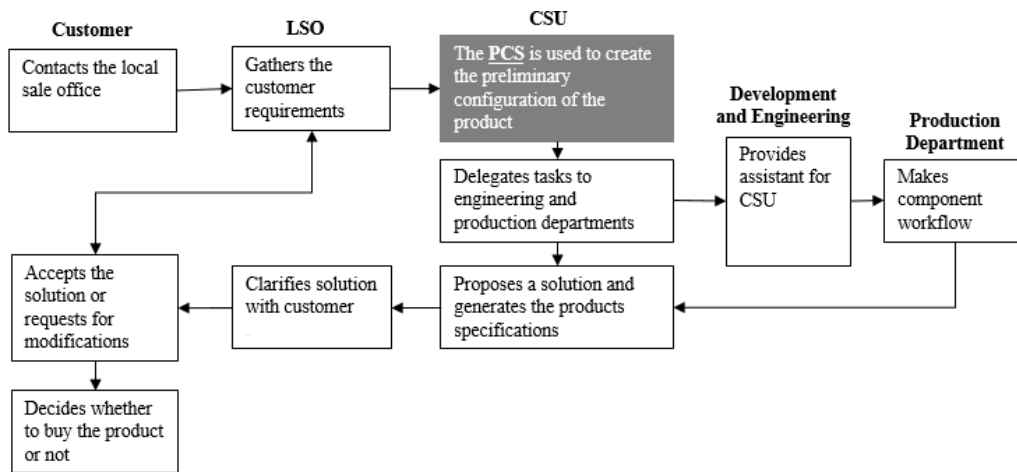 Customer
LSO
CSU
Contacts the local
sale office
Gathers the
customer
requirements
The PCS is used to create
the preliminary
configuration of the
product
Development
and Engineering
Production
Department
Delegates tasks to
engineering and
production departments
Provides
assistant for
CSU
Makes
component
workflow
Accepts the
solution or
requests for
modifications
Clarifies solution
with customer
Proposes a solution and
generates the products
specifications
Decides whether
to buy the product
or not